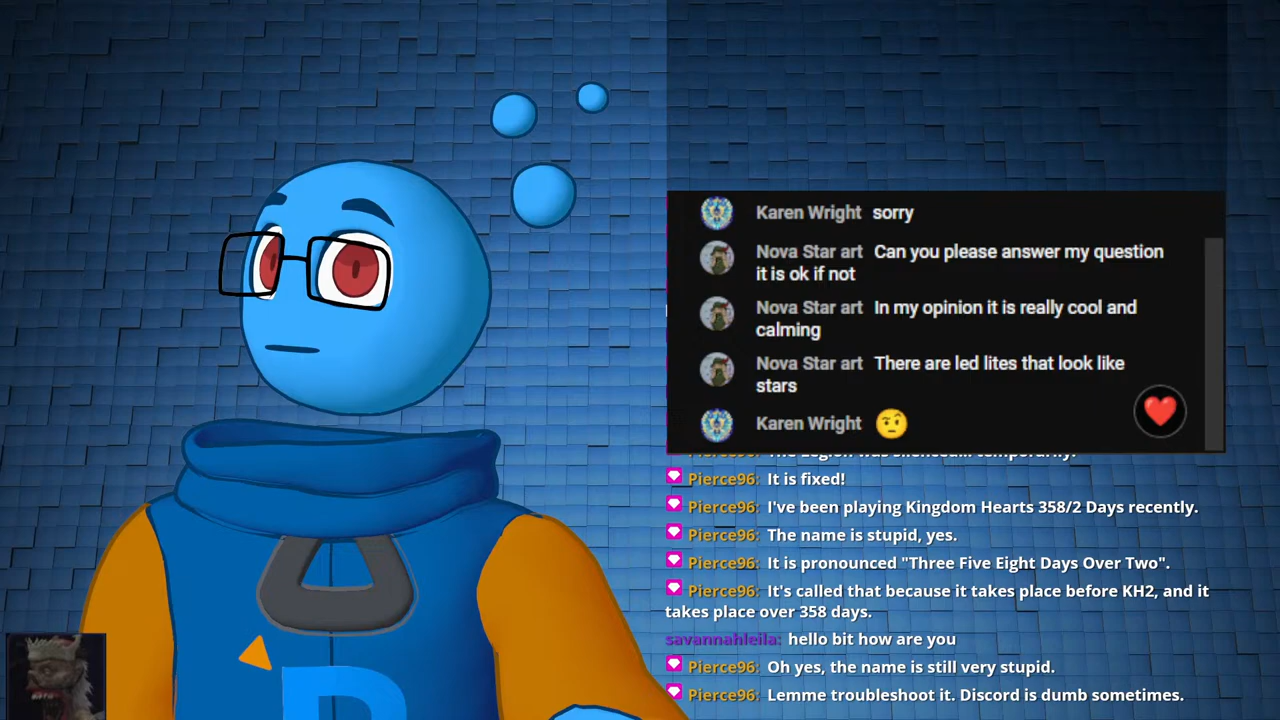 Karen Wright sorry
Nova Star art Can you please answer my question
it is ok if not
Nova Star art In my opinion it is really cool and
calming
Nova Star art There are led lites that look like
stars
Karen Wright 🤨
Pierce96: It is fixed!
Pierce96: I've been playing Kingdom Hearts 358/2 Days recently.
Pierce96: The name is stupid, yes.
Pierce96: It is pronounced "Three Five Eight Days Over Two".
Pierce96: It's called that because it takes place before KH2, and it
takes place over 358 days.
savannahleila: hello bit how are you
Pierce96: Oh yes, the name is still very stupid.
Pierce96: Lemme troubleshoot it. Discord is dumb sometimes.